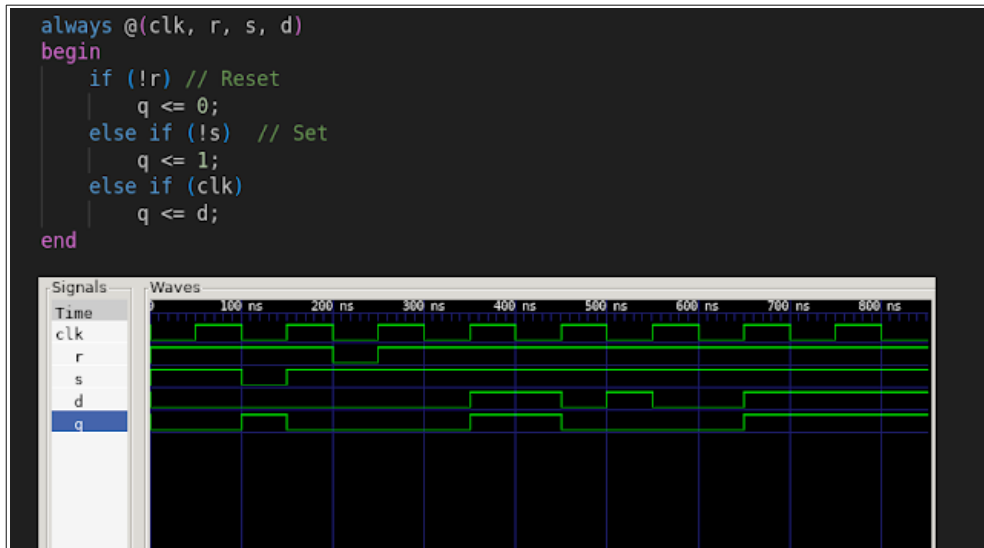 always @(clk, r, s, d)
begin
if (!r) // Reset
q <= 0;
else if (!s)  // Set
q <= 1;
else if (clk)
q <= d;
end
Signals Waves
Time 0 100 ns 200 ns 300 ns 400 ns 500 ns 600 ns 700 ns 800 ns
clk
r
s
d
q